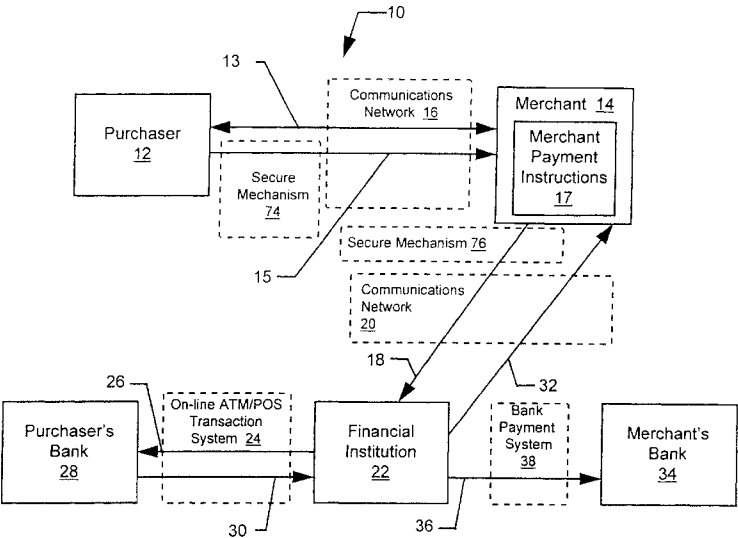 10
13
Communications
Network 16
Merchant 14
Purchaser
12
Merchant
Payment
Instructions
17
Secure
Mechanism
74
15
Secure Mechanism 76
Communications
Network
20
18
32
26
On-line ATM/POS
Transaction
System 24
Purchaser's
Bank
28
Financial
Institution
22
Bank
Payment
System
38
Merchant's
Bank
34
30
36